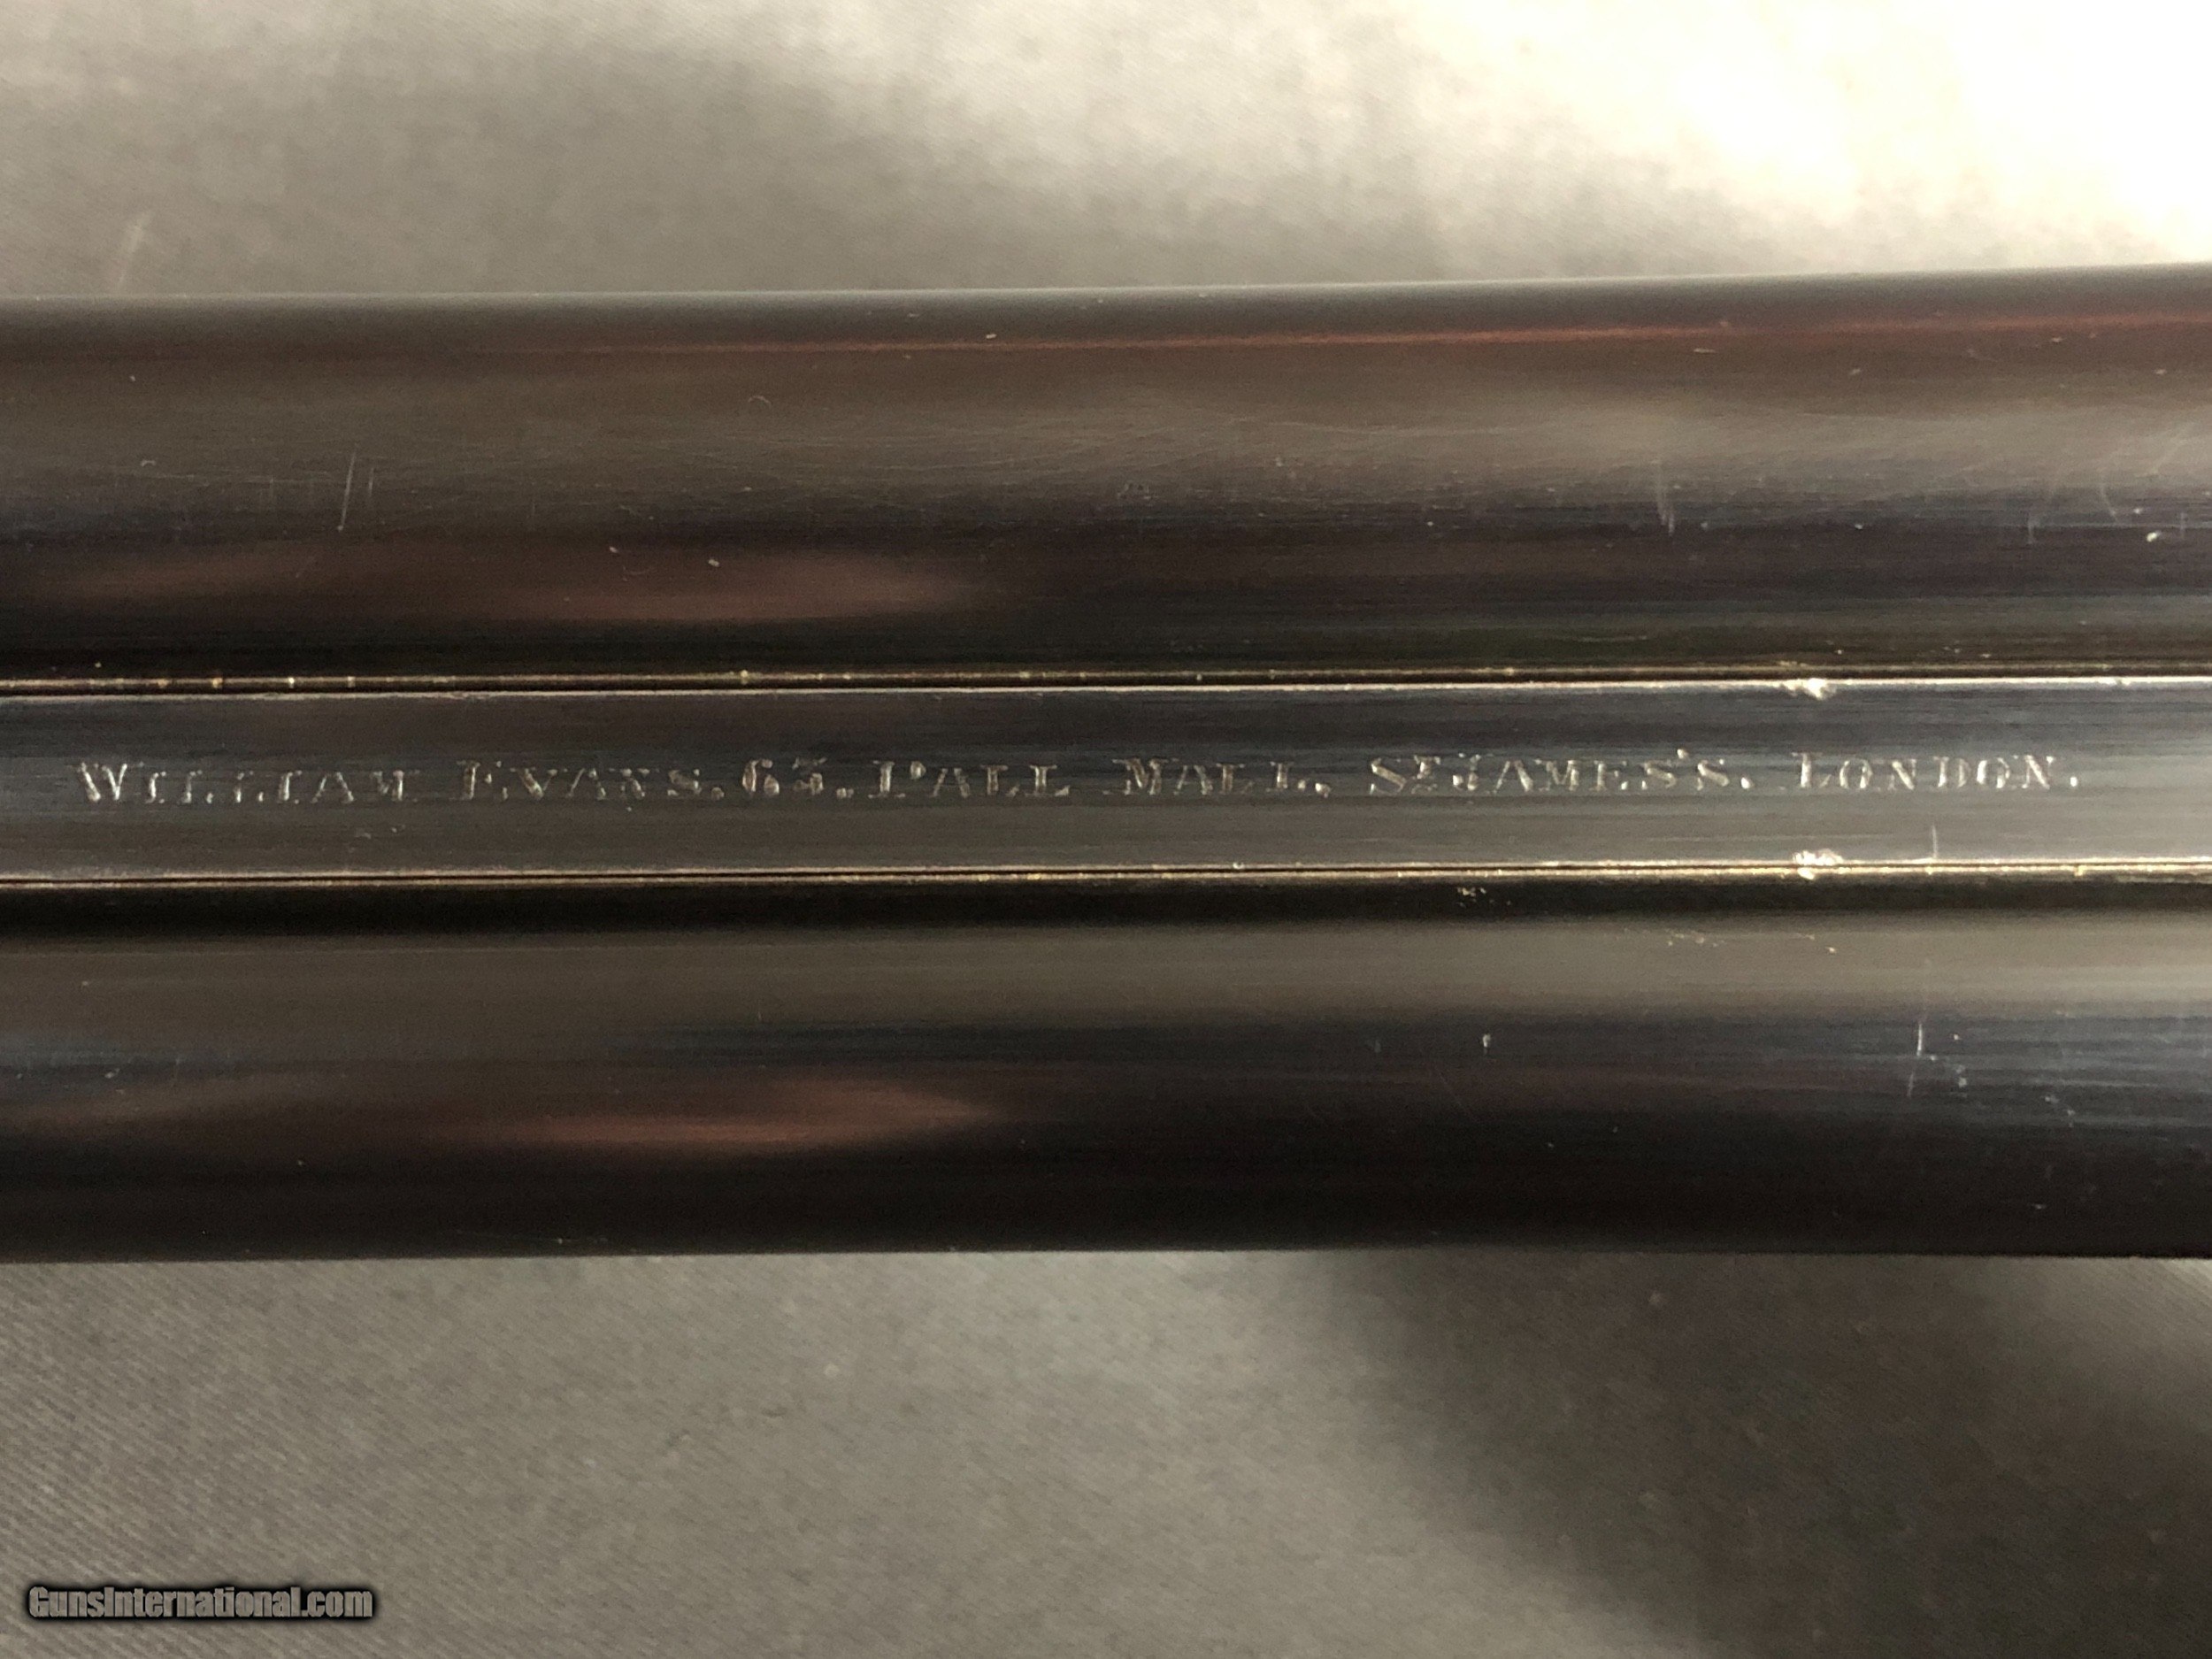 WILLIAM EVANS. 63. PALL MALL, ST JAMES'S. LONDON.
GunsInternational.com